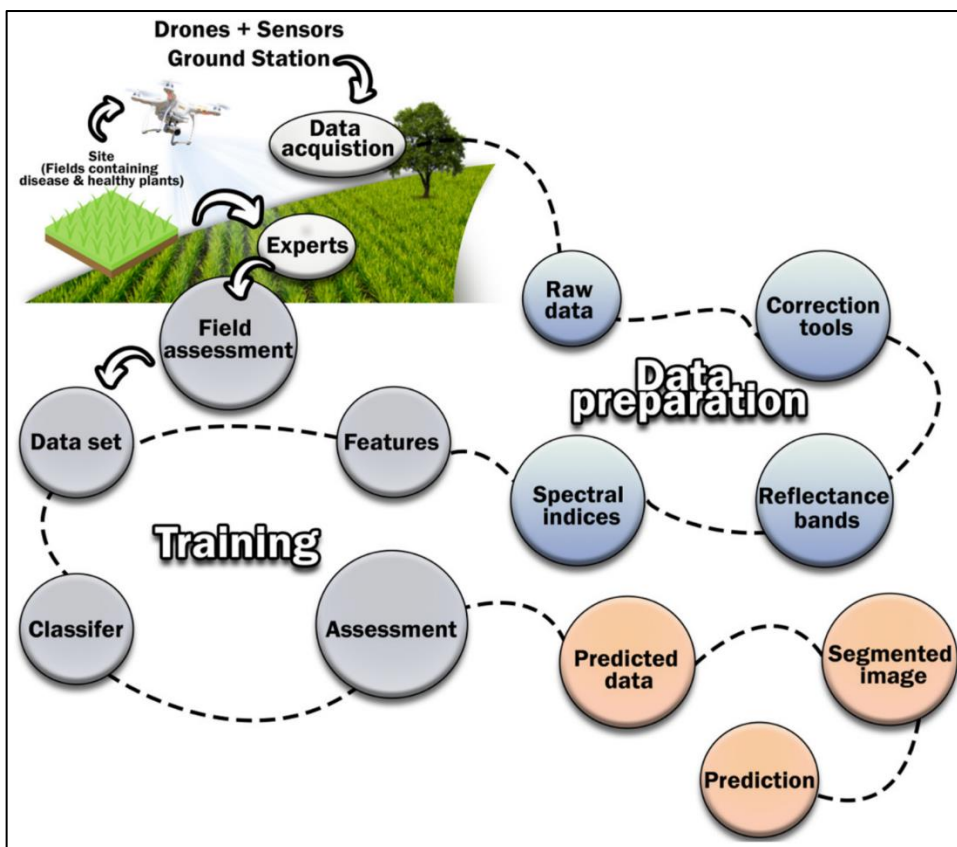 Drones + Sensors
Ground Station
Data
acquistion
Site
(Fields containing
disease & healthy plants)
Experts
Field
assessment
Raw
data
Correction
tools
Data
preparation
Data set
Features
Spectral
indices
Reflectance
bands
Training
Classifer
Assessment
Predicted
data
Segmented
image
Prediction